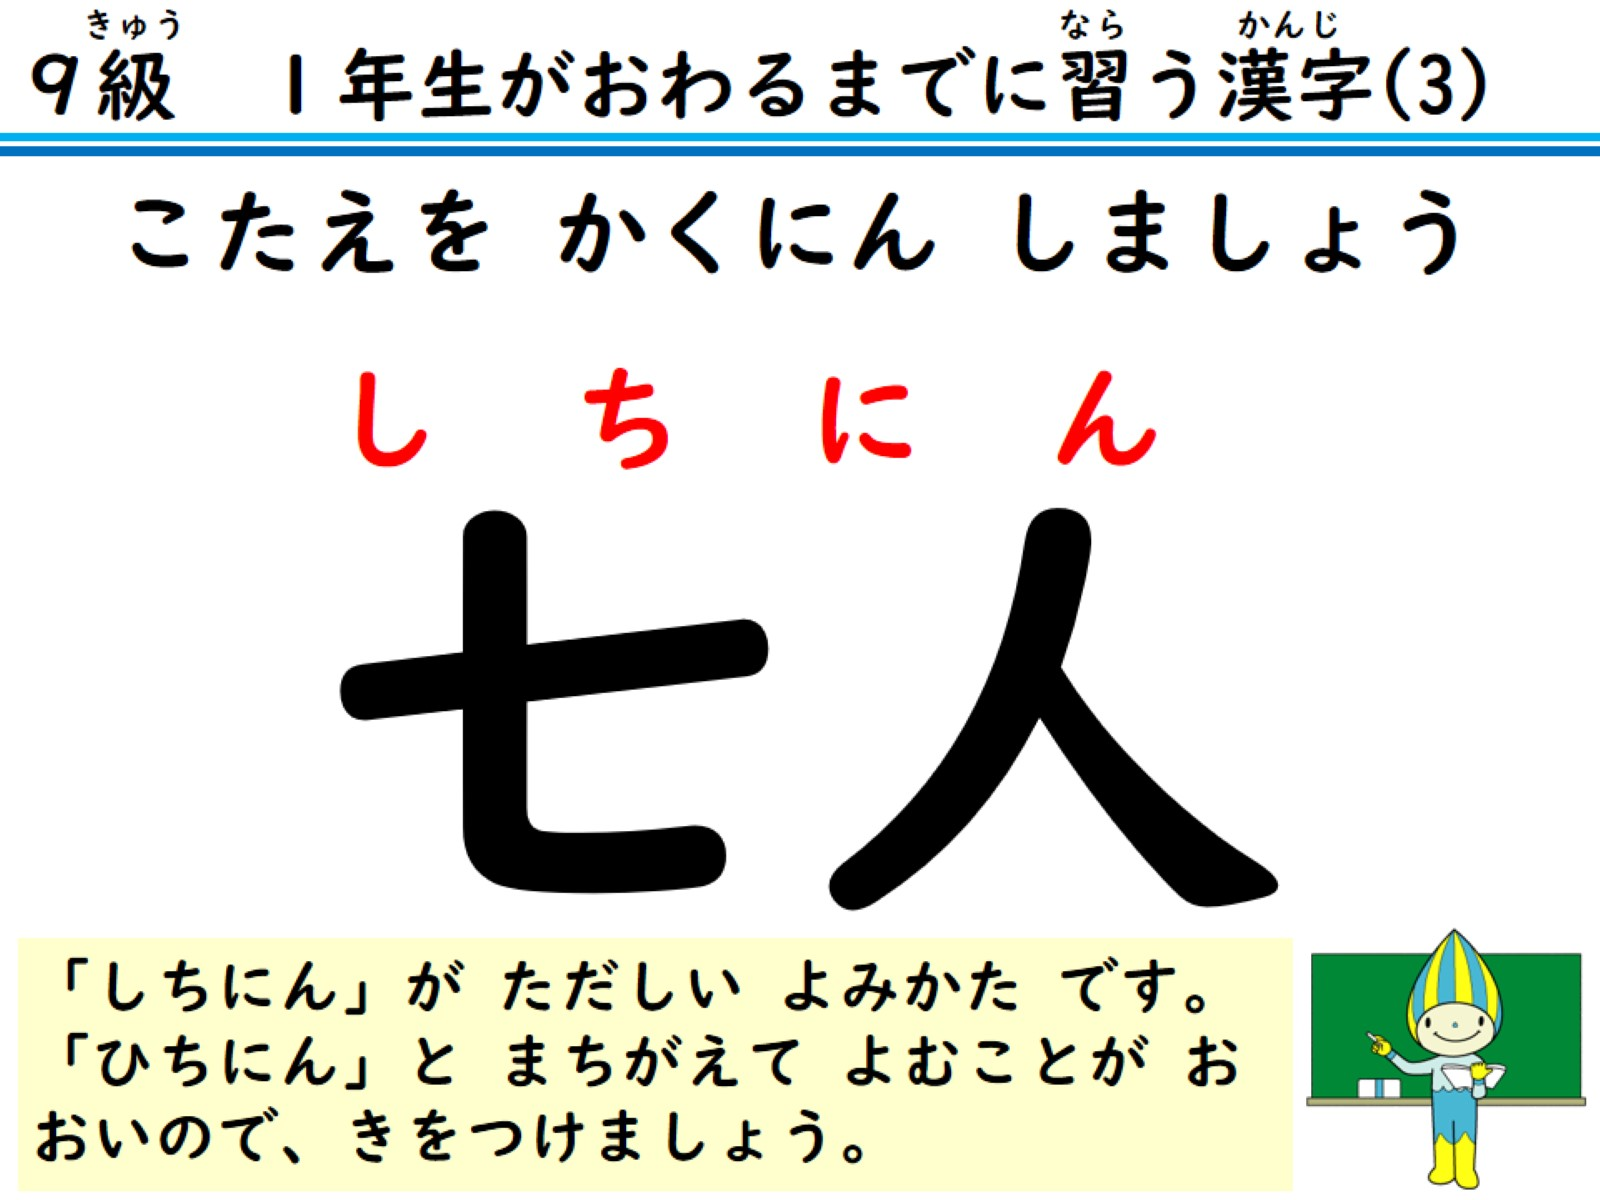 きゅう なら かんじ
9級 1年生がおわるまでに習う漢字(3)
こたえを かくにん しましょう
しちにん
七人
「しちにん」が ただしい よみかた です。
「ひちにん」と まちがえて よむことが お
おいので、きをつけましょう。